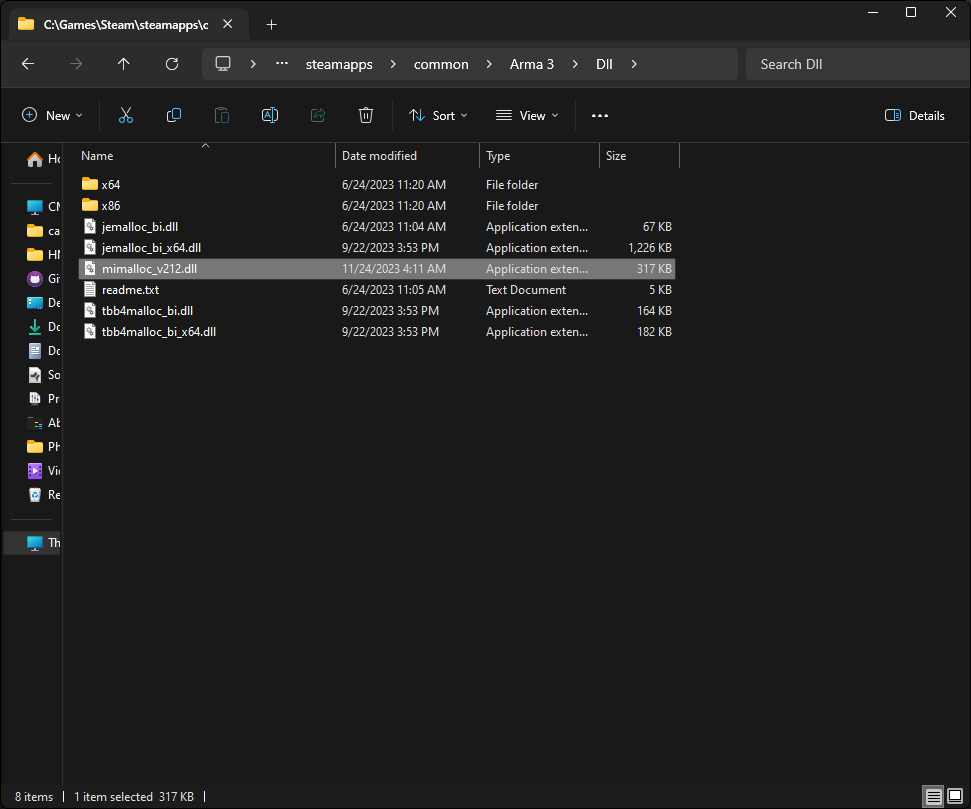 C:\Games\Steam\steamapps\c
steamapps > common > Arma 3 > Dll >
Search Dll
New
Sort
View
Details
Name Date modified Type Size
Ho
CM
ca
HM
Git
De
Do
Do
So
Pr
Ab
Ph
Vid
Re
Th
x64 6/24/2023 11:20 AM File folder
x86 6/24/2023 11:20 AM File folder
jemalloc_bi.dll 6/24/2023 11:04 AM Application exten... 67 KB
jemalloc_bi_x64.dll 9/22/2023 3:53 PM Application exten... 1,226 KB
mimalloc_v212.dll 11/24/2023 4:11 AM Application exten... 317 KB
readme.txt 6/24/2023 11:05 AM Text Document 5 KB
tbb4malloc_bi.dll 9/22/2023 3:53 PM Application exten... 164 KB
tbb4malloc_bi_x64.dll 9/22/2023 3:53 PM Application exten... 182 KB
8 items | 1 item selected 317 KB |